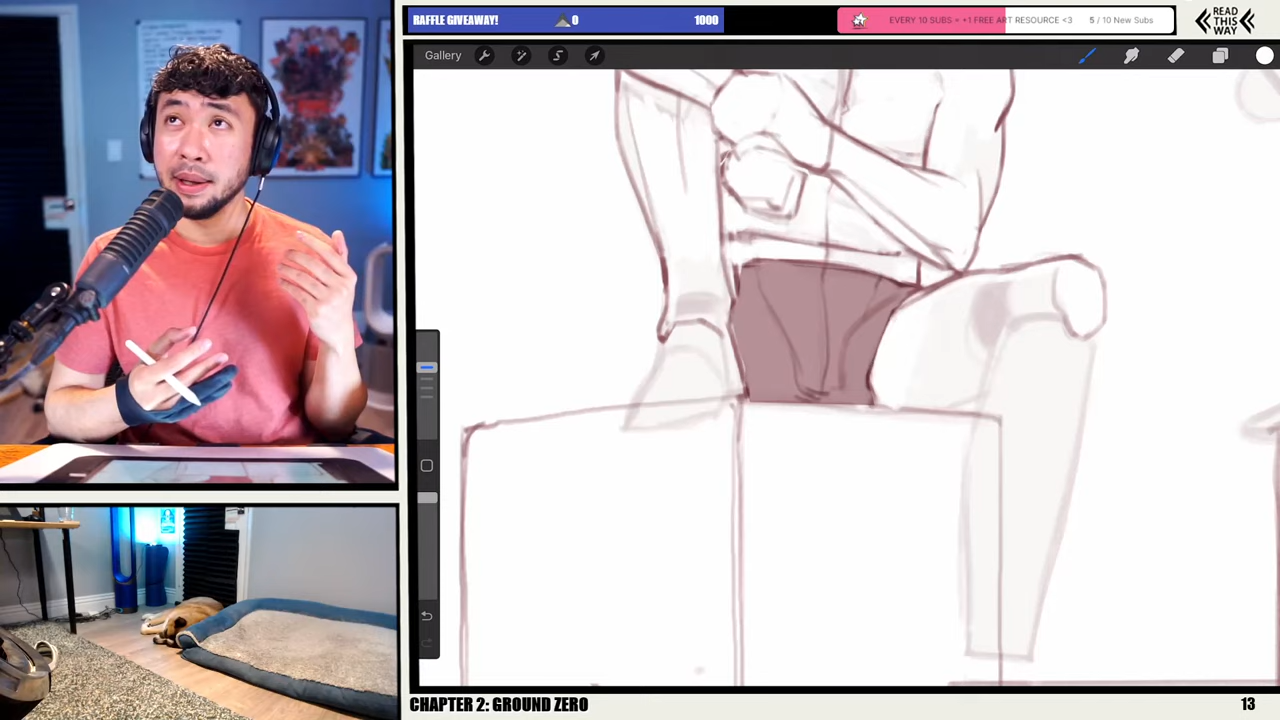 RAFFLE GIVEAWAY! 0 1000
EVERY 10 SUBS = +1 FREE ART RESOURCE <3 5 / 10 New Subs
READ
THIS
WAY
Gallery
CHAPTER 2: GROUND ZERO 13